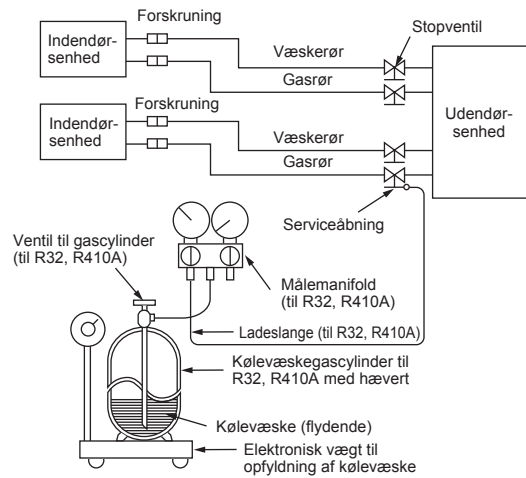 Forskruning
Stopventil
Indendør-
senhed
Væskerør
Gasrør
Udendør-
senhed
Forskruning
Indendør-
senhed
Væskerør
Gasrør
Serviceåbning
Ventil til gascylinder
(til R32, R410A)
Målemanifold
(til R32, R410A)
Ladeslange (til R32, R410A)
Kølevæskegascylinder til
R32, R410A med hævert
Kølevæske (flydende)
Elektronisk vægt til
opfyldning af kølevæske